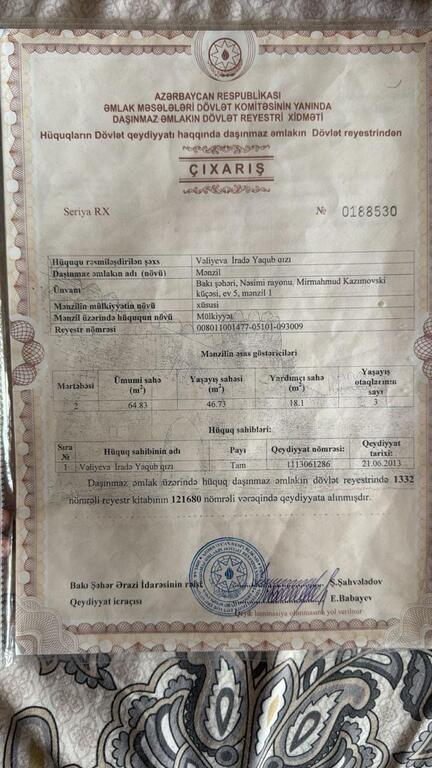 AZƏRBAYCAN RESPUBLİKASI
ƏMLAK MƏSƏLƏLƏRİ DÖVLƏT KOMİTƏSİNİN YANINDA
DAŞINMAZ ƏMLAKIN DÖVLƏT REYESTRİ XİDMƏTİ
Hüquqların Dövlət qeydiyyatı haqqında daşınmaz əmlakın Dövlət reyestrindən
ÇIXARIŞ
Seriya RX № 0188530
Hüququ rəsmiləşdirilən şəxs Vəliyeva İradə Yaqub qızı
Daşınmaz əmlakın adı (növü) Mənzil
Ünvanı Bakı şəhəri, Nəsimi rayonu, Mirmahmud Kazımovski
küçəsi, ev 5, mənzil 1
Mənzilin mülkiyyətin növü xüsusi
Mənzil üzərində hüququn növü Mülkiyyət
Reyestr nömrəsi 008011001477-05101-093009
Mənzilin əsas göstəriciləri
Mərtəbəsi Ümumi sahə (m²) Yaşayış sahəsi (m²) Yardımçı sahə (m²) Yaşayış otaqlarının sayı
2 64.83 46.73 18.1 3
Hüquq sahibləri:
Sıra № Hüquq sahibinin adı Payı Qeydiyyat nömrəsi: Qeydiyyat tarixi:
1 Vəliyeva İradə Yaqub qızı Tam 1113061286 21.06.2013
Daşınmaz əmlak üzərində hüquq daşınmaz əmlakın dövlət reyestrində 1332
nömrəli reyestr kitabının 121680 nömrəli vərəqində qeydiyyata alınmışdır.
Bakı Şəhər Ərazi İdarəsinin rəisi Ş.Şahvələdov
Qeydiyyat icraçısı E.Babayev
Qeyd: laminasiya olunmasına yol verilmir